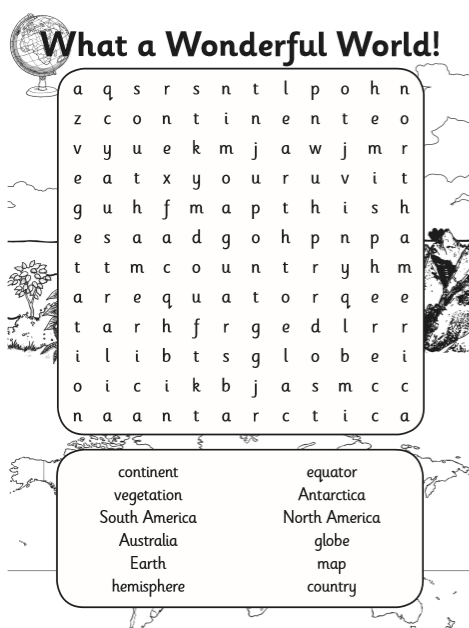 What a Wonderful World!
a q s r s n t l p o h n
z c o n t i n e n t e o
v y u e k m j a w j m r
e a t x y o u r u v i t
g u h f m a p t h i s h
e s a a d g o h p n p a
t t m c o u n t r y h m
a r e q u a t o r q e e
t a r h f r g e d l r r
i l i b t s g l o b e i
o i c i k b j a s m c c
n a a n t a r c t i c a
continent equator
vegetation Antarctica
South America North America
Australia globe
Earth map
hemisphere country